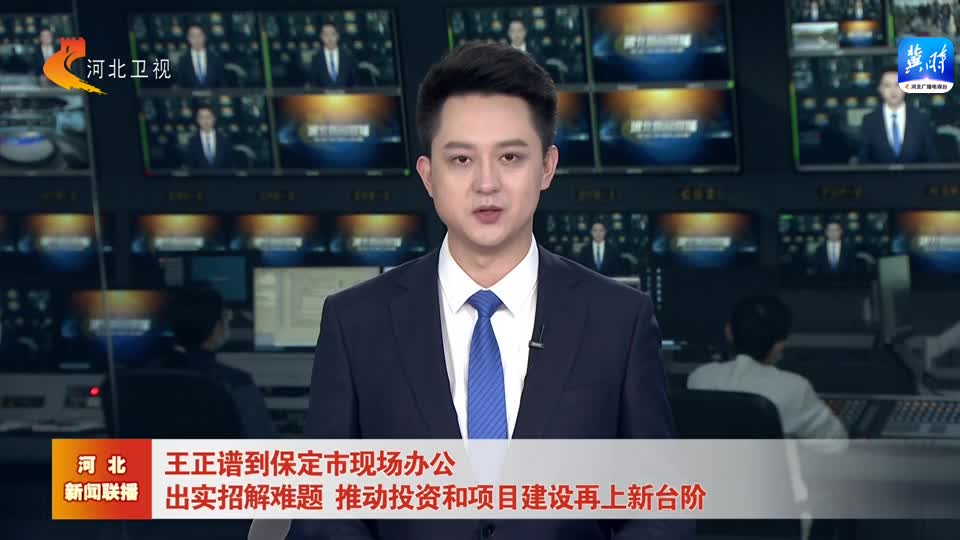 河北卫视
冀时
河北广播电视台
河北
新闻联播
王正谱到保定市现场办公
出实招解难题 推动投资和项目建设再上新台阶